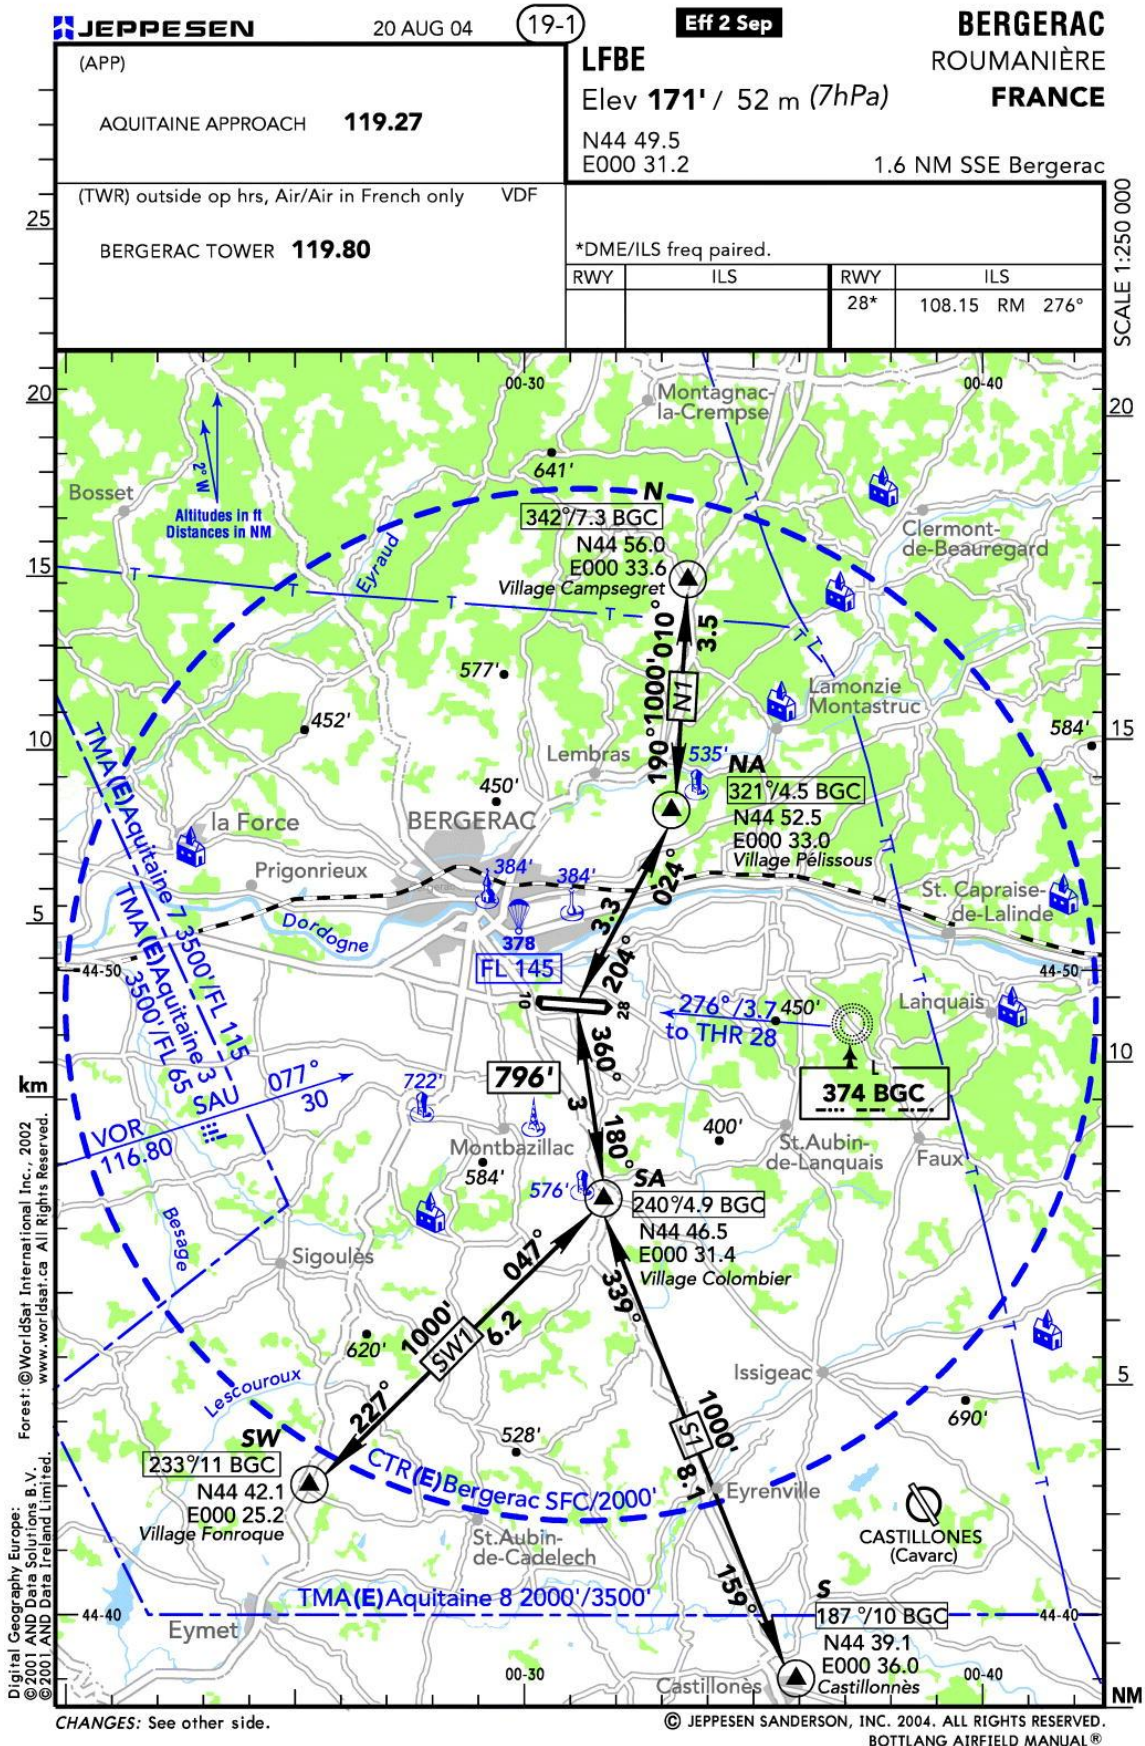 JEPPESEN
20 AUG 04
19-1
Eff 2 Sep
BERGERAC
ROUMANIÈRE
FRANCE
(APP)
AQUITAINE APPROACH 119.27
LFBE
Elev 171' / 52 m (7hPa)
N44 49.5
E000 31.2
1.6 NM SSE Bergerac
(TWR) outside op hrs, Air/Air in French only VDF
BERGERAC TOWER 119.80
*DME/ILS freq paired.
RWY ILS RWY ILS
28* 108.15 RM 276°
SCALE 1:250 000
25
20
15
10
5
km
20
15
10
5
NM
00-30
00-40
Montagnac-
la-Crempse
641'
2° W
Altitudes in ft
Distances in NM
Bosset
Eyraud
N
342°/7.3 BGC
N44 56.0
E000 33.6
Village Campsegret
Clermont-
de-Beauregard
T
T
T
T
T
T
T
577'
452'
010°
3.5
1000'
N1
190°
Lamonzie
Montastruc
584'
Lembras
535'
NA
321°/4.5 BGC
N44 52.5
E000 33.0
Village Pélissous
450'
BERGERAC
la Force
Prigonrieux
384'
384'
024°
3.3
204°
St. Capraise-
de-Lalinde
Dordogne
378
FL 145
TMA(E)Aquitaine 7 3500'/FL 115
TMA(E)Aquitaine 3
3500'/FL 65
44-50
44-50
10
28
276°/3.7
to THR 28
450'
Lanquais
T
L
374 BGC
360°
3
180°
796'
722'
077°
30
SAU
VOR
116.80
Montbazillac
584'
400'
St.Aubin-
de-Lanquais
Faux
576'
SA
240°/4.9 BGC
N44 46.5
E000 31.4
Village Colombier
Besage
Sigoulès
047°
1000'
SW1
6.2
227°
339°
620'
Lescouroux
Issigeac
T
690'
1000'
S1
8.1
528'
SW
233°/11 BGC
N44 42.1
E000 25.2
Village Fonroque
CTR(E)Bergerac SFC/2000'
Eyrenville
T
CASTILLONES
(Cavarc)
St.Aubin-
de-Cadelech
159°
TMA(E)Aquitaine 8 2000'/3500'
44-40
44-40
Eymet
S
187 °/10 BGC
N44 39.1
E000 36.0
Castillonnès
Castillonès
00-30
00-40
Forest: ©WorldSat International Inc., 2002
www.worldsat.ca All Rights Reserved.
Digital Geography Europe:
©2001 AND Data Solutions B.V.
©2001 AND Data Ireland Limited.
CHANGES: See other side.
© JEPPESEN SANDERSON, INC. 2004. ALL RIGHTS RESERVED.
BOTTLANG AIRFIELD MANUAL®